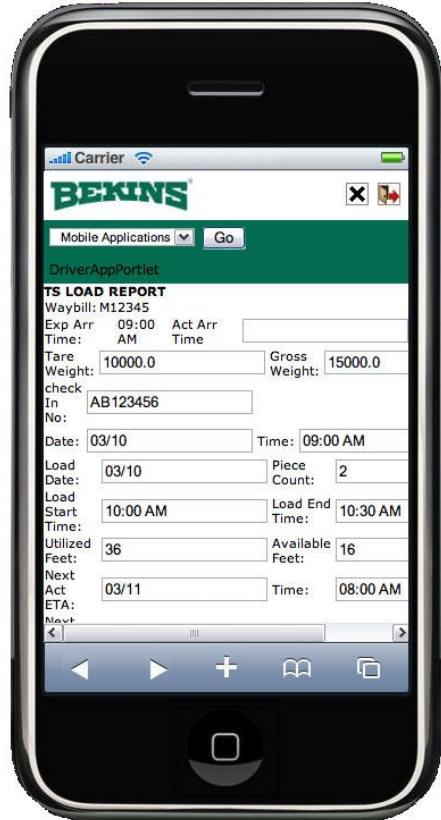 Carrier
BEKINS
Mobile Applications Go
DriverAppPortlet
TS LOAD REPORT
Waybill: M12345
Exp Arr Time: 09:00 AM Act Arr Time
Tare Weight: 10000.0 Gross Weight: 15000.0
check In No: AB123456
Date: 03/10 Time: 09:00 AM
Load Date: 03/10 Piece Count: 2
Load Start Time: 10:00 AM Load End Time: 10:30 AM
Utilized Feet: 36 Available Feet: 16
Next Act ETA: 03/11 Time: 08:00 AM
Next